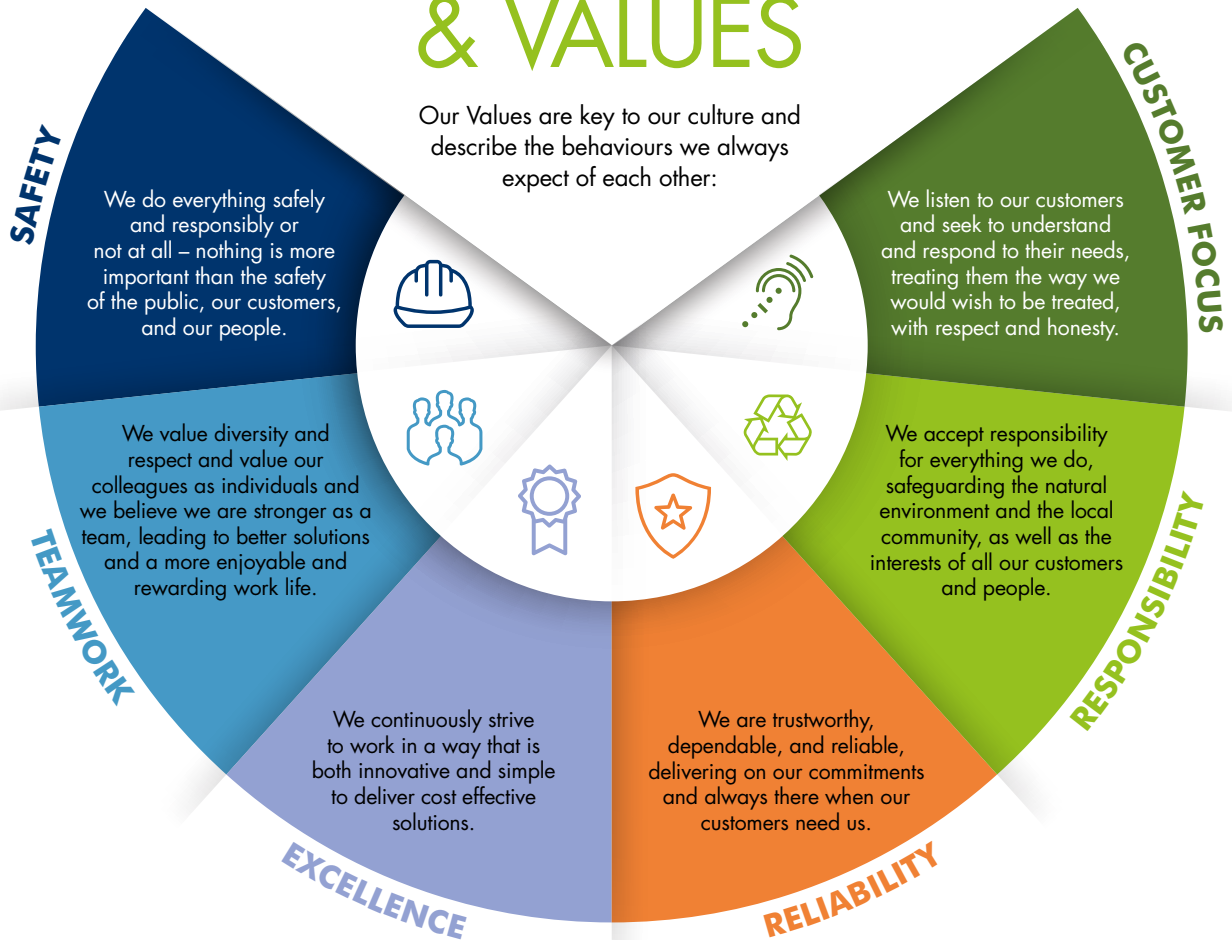 & VALUES
Our Values are key to our culture and
describe the behaviours we always
expect of each other:
SAFETY
We do everything safely
and responsibly or
not at all – nothing is more
important than the safety
of the public, our customers,
and our people.
TEAMWORK
We value diversity and
respect and value our
colleagues as individuals and
we believe we are stronger as a
team, leading to better solutions
and a more enjoyable and
rewarding work life.
EXCELLENCE
We continuously strive
to work in a way that is
both innovative and simple
to deliver cost effective
solutions.
RELIABILITY
We are trustworthy,
dependable, and reliable,
delivering on our commitments
and always there when our
customers need us.
RESPONSIBILITY
We accept responsibility
for everything we do,
safeguarding the natural
environment and the local
community, as well as the
interests of all our customers
and people.
CUSTOMER FOCUS
We listen to our customers
and seek to understand
and respond to their needs,
treating them the way we
would wish to be treated,
with respect and honesty.